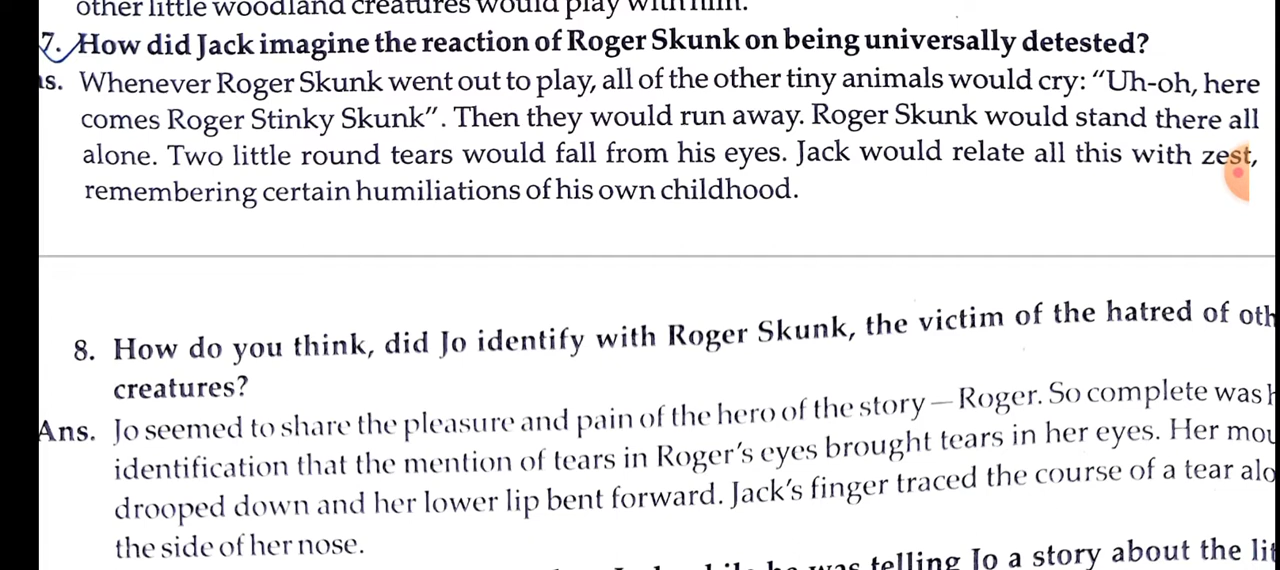 other little woodland creatures would play with him.
7. How did Jack imagine the reaction of Roger Skunk on being universally detested?
s. Whenever Roger Skunk went out to play, all of the other tiny animals would cry: “Uh-oh, here
comes Roger Stinky Skunk”. Then they would run away. Roger Skunk would stand there all
alone. Two little round tears would fall from his eyes. Jack would relate all this with zest,
remembering certain humiliations of his own childhood.
8. How do you think, did Jo identify with Roger Skunk, the victim of the hatred of oth
creatures?
Ans. Jo seemed to share the pleasure and pain of the hero of the story — Roger. So complete was
identification that the mention of tears in Roger's eyes brought tears in her eyes. Her mou
drooped down and her lower lip bent forward. Jack's finger traced the course of a tear alo
the side of her nose.
he was telling Jo a story about the lit